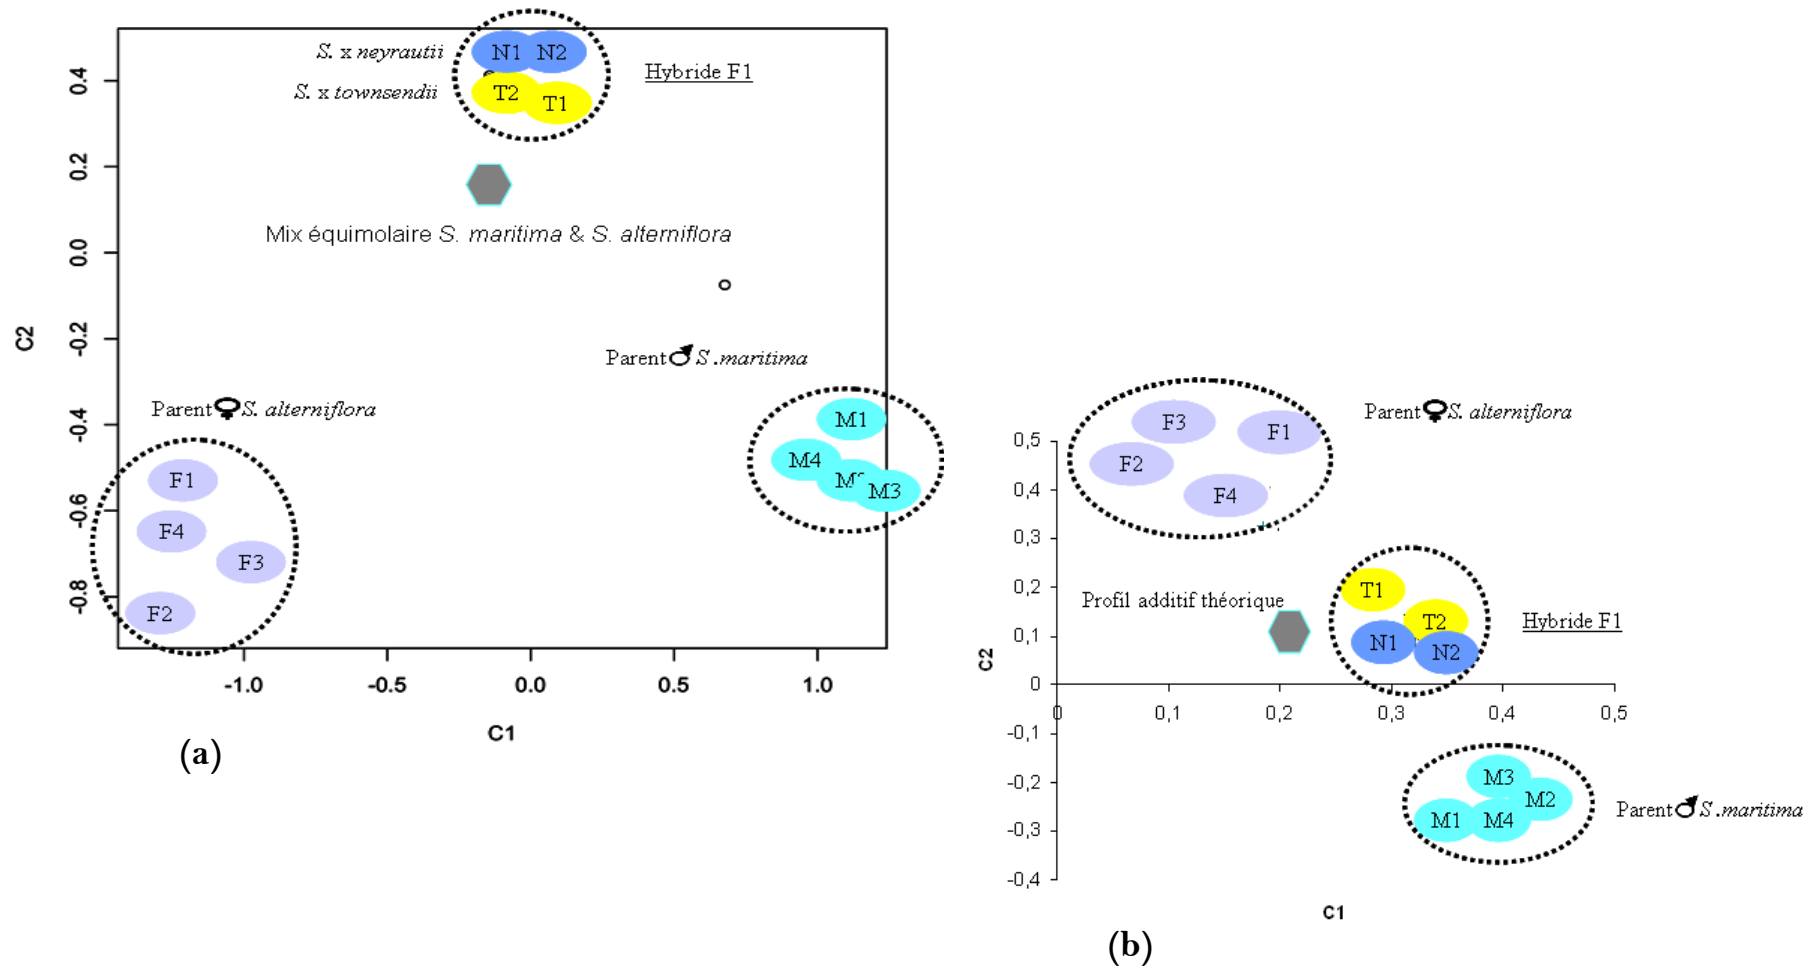 S. x neyrautii
N1 N2
Hybride F1
S. x townsendii
T2 T1
Mix équimolaire S. maritima & S. alterniflora
Parent ♂ S.maritima
Parent ♀ S. alterniflora
M1
M4
M3
F1
F4
F3
F2
0.4
0.2
0.0
-0.2
-0.4
-0.6
-0.8
C2
-1.0 -0.5 0.0 0.5 1.0
C1
(a)
Parent ♀ S. alterniflora
F3
F1
F2
F4
Profil additif théorique
T1
T2
N1
N2
Hybride F1
M3
M2
M1
M4
Parent ♂ S.maritima
0,5
0,4
0,3
0,2
0,1
0
-0,1
-0,2
-0,3
-0,4
C2
0 0,1 0,2 0,3 0,4 0,5
C1
(b)